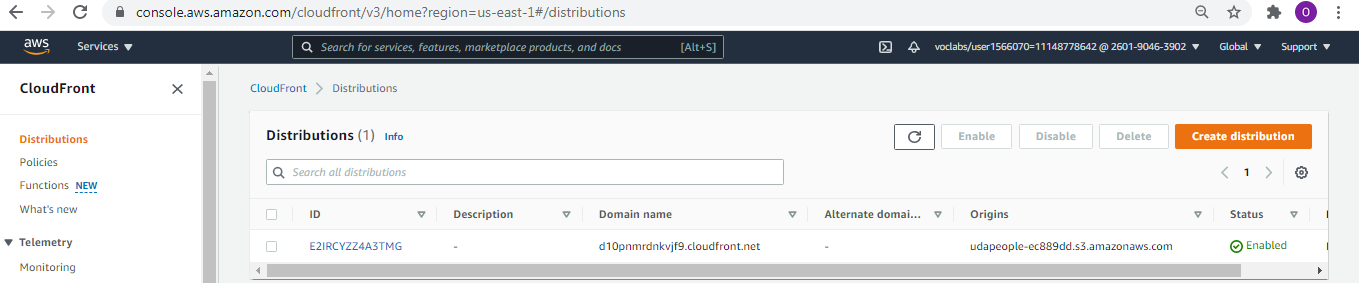 console.aws.amazon.com/cloudfront/v3/home?region=us-east-1#/distributions O
aws Services Search for services, features, marketplace products, and docs [Alt+S] voclabs/user1566070=11148778642 @ 2601-9046-3902 Global Support
CloudFront
CloudFront Distributions
Distributions (1) Info Enable Disable Delete Create distribution
Distributions
Policies
Search all distributions 1
Functions NEW
What's new
ID Description Domain name Alternate domai... Origins Status
Telemetry
E2IRCYZZ4A3TMG - d10pnmrdnkvjf9.cloudfront.net - udapeople-ec889dd.s3.amazonaws.com Enabled
Monitoring